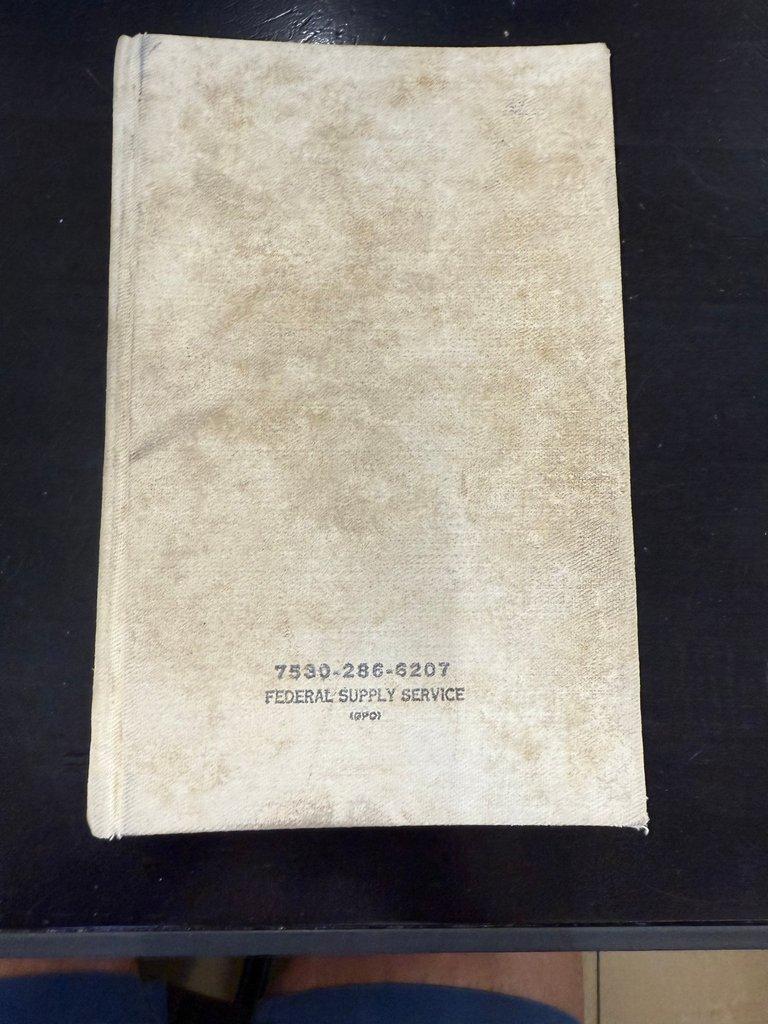 7530-286-6207
FEDERAL SUPPLY SERVICE
(GPO)